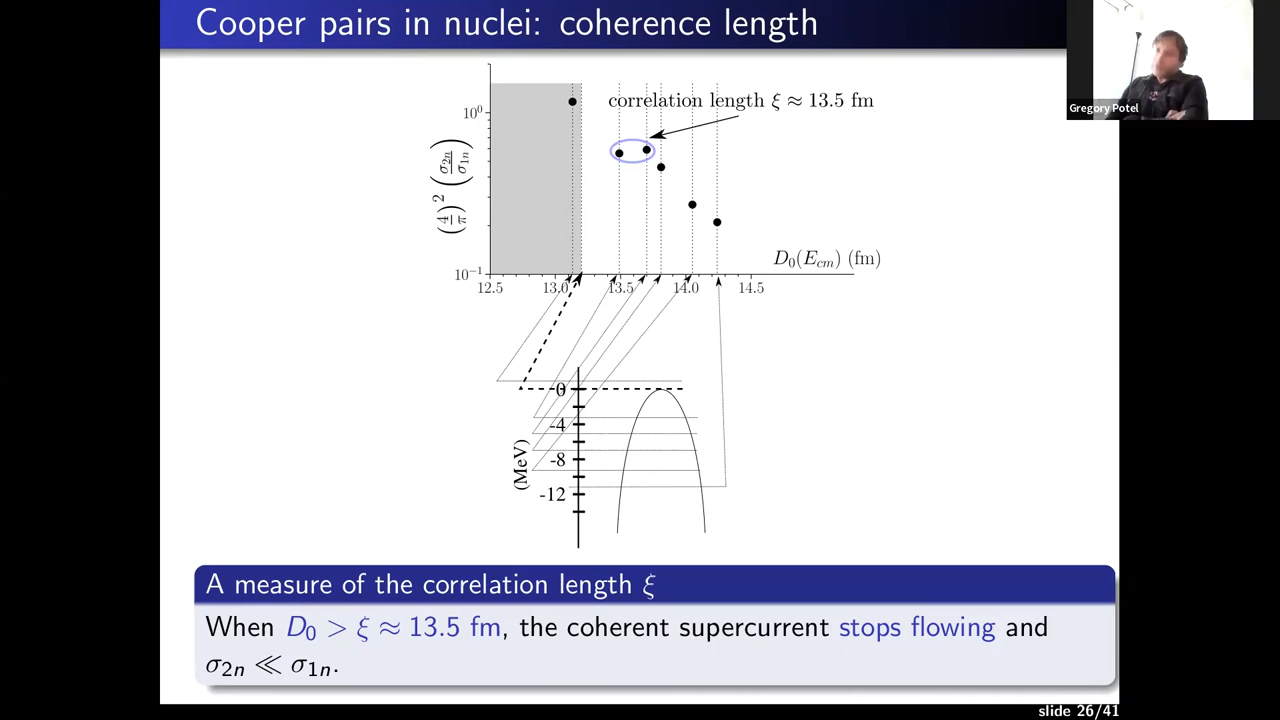 Cooper pairs in nuclei: coherence length
Gregory Potel
correlation length ξ ≈ 13.5 fm
10⁰
(4/π)² (σ₂ₙ/σ₁ₙ)
10⁻¹
D₀(E_cm) (fm)
12.5 13.0 13.5 14.0 14.5
0
-4
-8
-12
(MeV)
A measure of the correlation length ξ
When D₀ > ξ ≈ 13.5 fm, the coherent supercurrent stops flowing and
σ₂ₙ ≪ σ₁ₙ.
slide 26/41